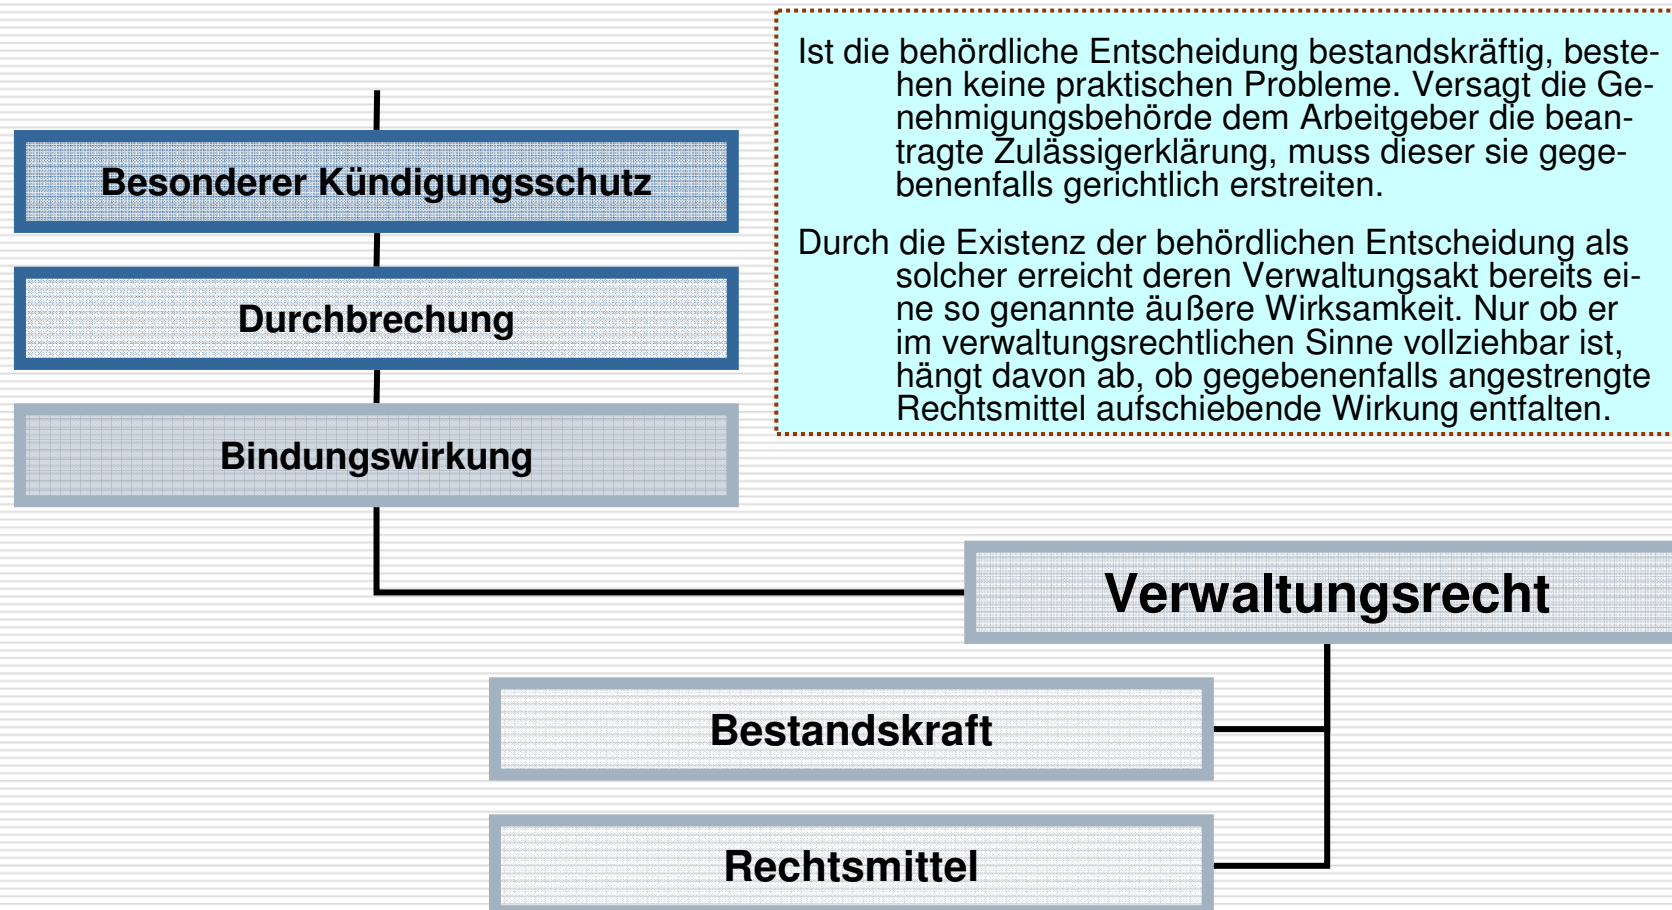 Ist die behördliche Entscheidung bestandskräftig, beste-
hen keine praktischen Probleme. Versagt die Ge-
nehmigungsbehörde dem Arbeitgeber die bean-
tragte Zulässigerklärung, muss dieser sie gege-
benenfalls gerichtlich erstreiten.
Durch die Existenz der behördlichen Entscheidung als
solcher erreicht deren Verwaltungsakt bereits ei-
ne so genannte äußere Wirksamkeit. Nur ob er
im verwaltungsrechtlichen Sinne vollziehbar ist,
hängt davon ab, ob gegebenenfalls angestrengte
Rechtsmittel aufschiebende Wirkung entfalten.
Besonderer Kündigungsschutz
Durchbrechung
Bindungswirkung
Verwaltungsrecht
Bestandskraft
Rechtsmittel